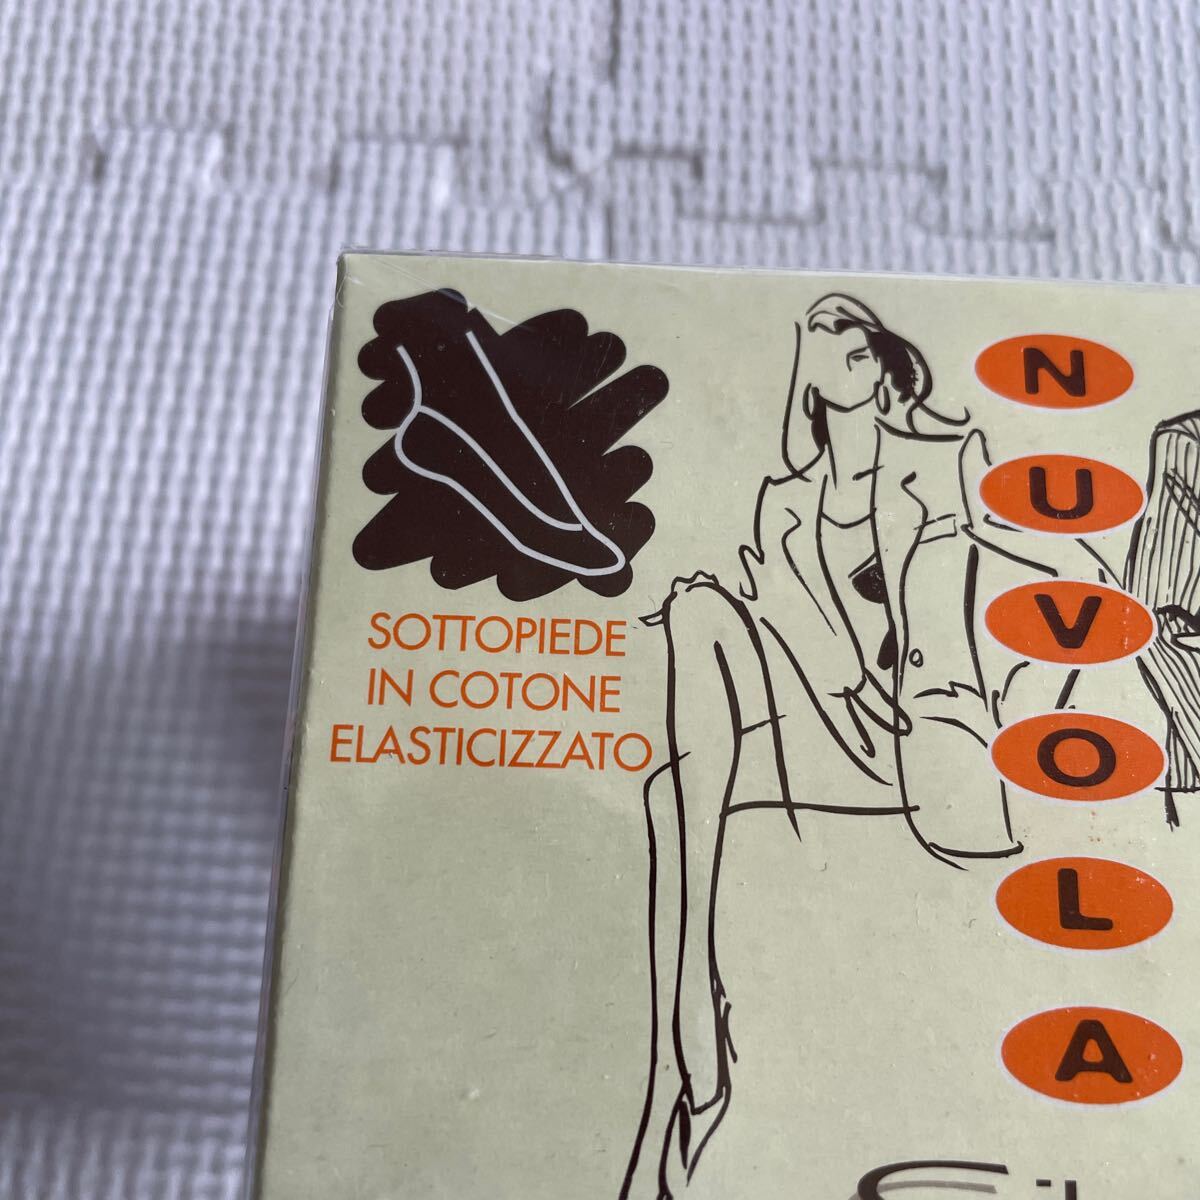 SOTTOPIEDE
IN COTONE
ELASTICIZZATO
NUVOLA